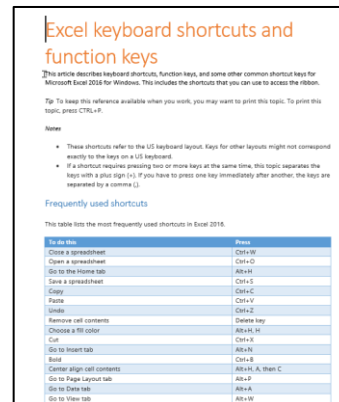 Excel keyboard shortcuts and
function keys
This article describes keyboard shortcuts, function keys, and some other common shortcut keys for
Microsoft Excel 2016 for Windows. This includes the shortcuts that you can use to access the ribbon.
Tip To keep this reference available when you work, you may want to print this topic. To print this
topic, press CTRL+P.
Notes
• These shortcuts refer to the US keyboard layout. Keys for other layouts might not correspond
exactly to the keys on a US keyboard.
• If a shortcut requires pressing two or more keys at the same time, this topic separates the
keys with a plus sign (+). If you have to press one key immediately after another, the keys are
separated by a comma (,).
Frequently used shortcuts
This table lists the most frequently used shortcuts in Excel 2016.
To do this Press
Close a spreadsheet Ctrl+W
Open a spreadsheet Ctrl+O
Go to the Home tab Alt+H
Save a spreadsheet Ctrl+S
Copy Ctrl+C
Paste Ctrl+V
Undo Ctrl+Z
Remove cell contents Delete key
Choose a fill color Alt+H, H
Cut Ctrl+X
Go to Insert tab Alt+N
Bold Ctrl+B
Center align cell contents Alt+H, A, then C
Go to Page Layout tab Alt+P
Go to Data tab Alt+A
Go to View tab Alt+W